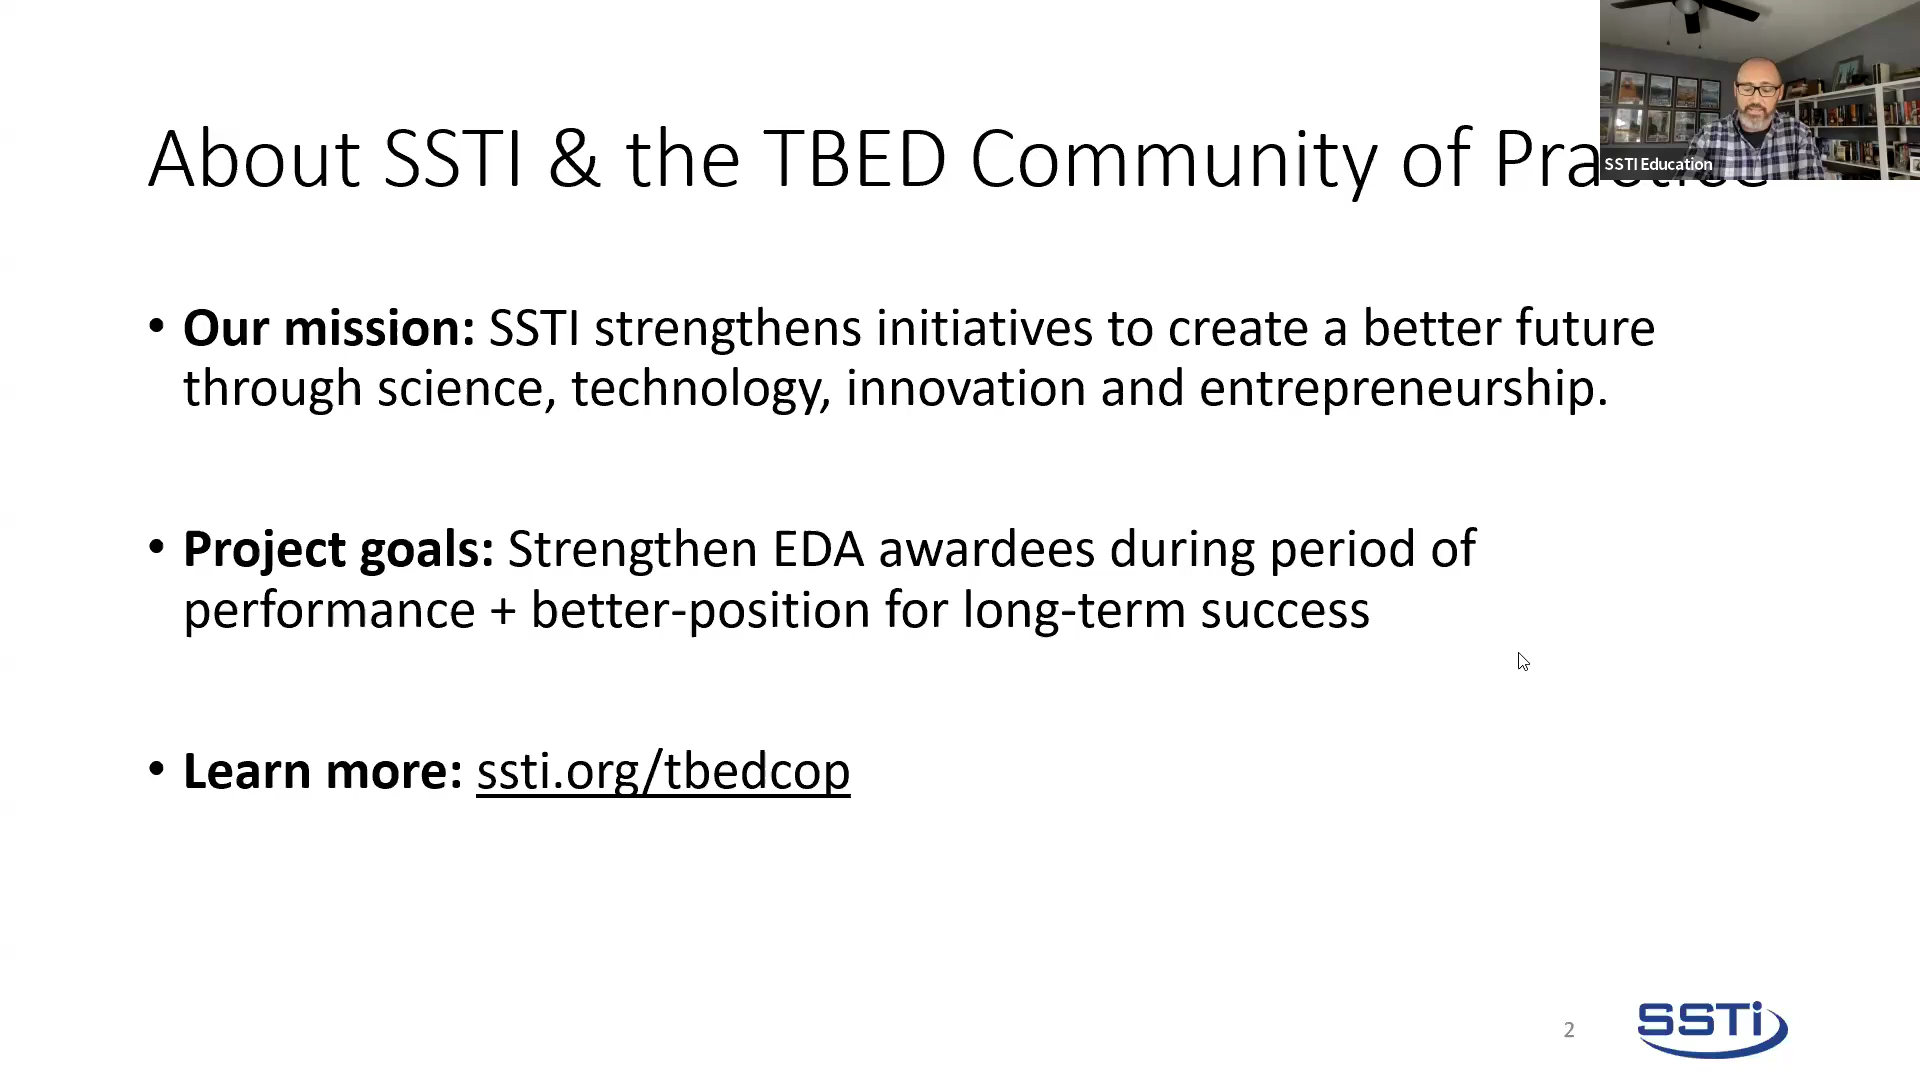 About SSTI & the TBED Community of
SSTI Education
• Our mission: SSTI strengthens initiatives to create a better future
through science, technology, innovation and entrepreneurship.
• Project goals: Strengthen EDA awardees during period of
performance + better-position for long-term success
• Learn more: ssti.org/tbedcop
2
SSTi